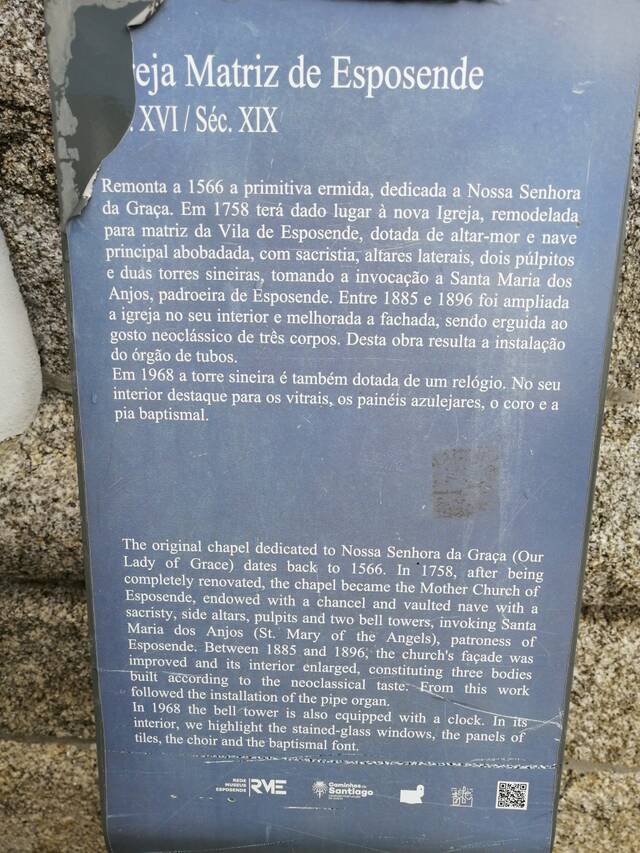 reja Matriz de Esposende
. XVI / Séc. XIX
Remonta a 1566 a primitiva ermida, dedicada a Nossa Senhora
da Graça. Em 1758 terá dado lugar à nova Igreja, remodelada
para matriz da Vila de Esposende, dotada de altar-mor e nave
principal abobadada, com sacristia, altares laterais, dois púlpitos
e duas torres sineiras, tomando a invocação a Santa Maria dos
Anjos, padroeira de Esposende. Entre 1885 e 1896 foi ampliada
a igreja no seu interior e melhorada a fachada, sendo erguida ao
gosto neoclássico de três corpos. Desta obra resulta a instalação
do órgão de tubos.
Em 1968 a torre sineira é também dotada de um relógio. No seu
interior destaque para os vitrais, os painéis azulejares, o coro e a
pia baptismal.
The original chapel dedicated to Nossa Senhora da Graça (Our
Lady of Grace) dates back to 1566. In 1758, after being
completely renovated, the chapel became the Mother Church of
Esposende, endowed with a chancel and vaulted nave with a
sacristy, side altars, pulpits and two bell towers, invoking Santa
Maria dos Anjos (St. Mary of the Angels), patroness of
Esposende. Between 1885 and 1896, the church's façade was
improved and its interior enlarged, constituting three bodies
built according to the neoclassical taste. From this work
followed the installation of the pipe organ.
In 1968 the bell tower is also equipped with a clock. In its
interior, we highlight the stained-glass windows, the panels of
tiles, the choir and the baptismal font.
REDE
MUSEUS
ESPOSENDE
RME
Caminhos
Santiago